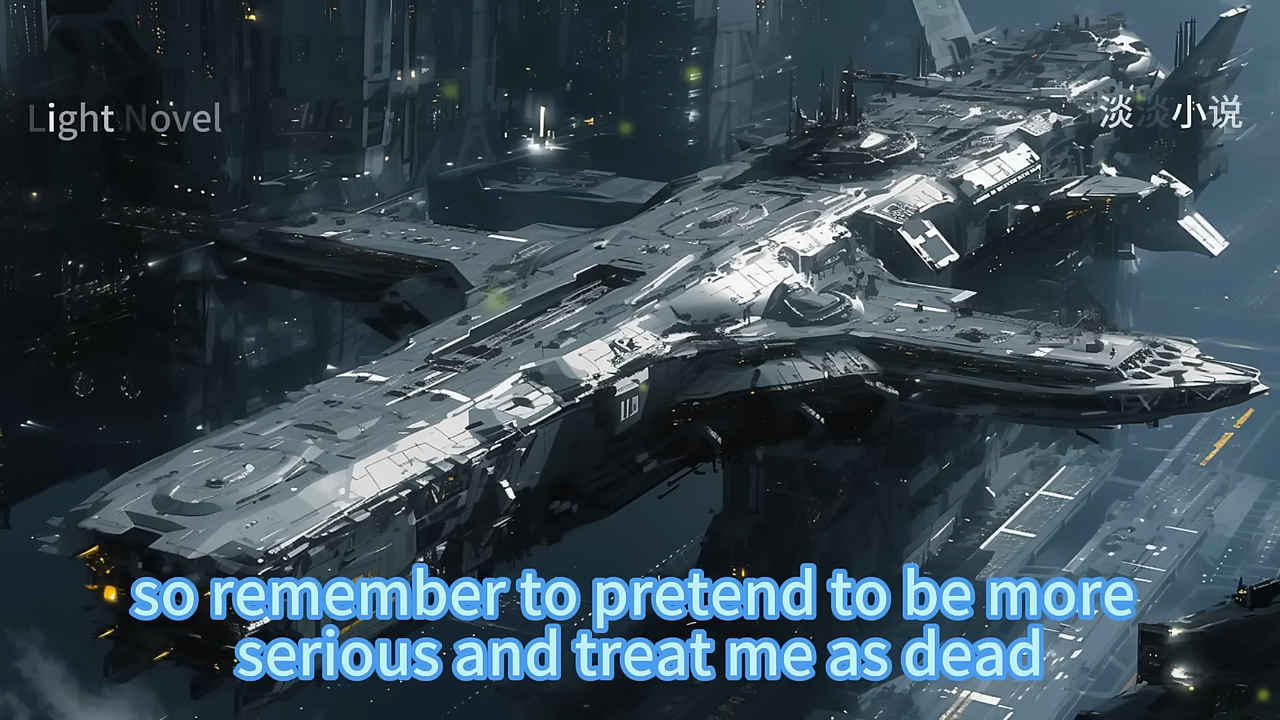 Light Novel
淡淡小说
so remember to pretend to be more
serious and treat me as dead